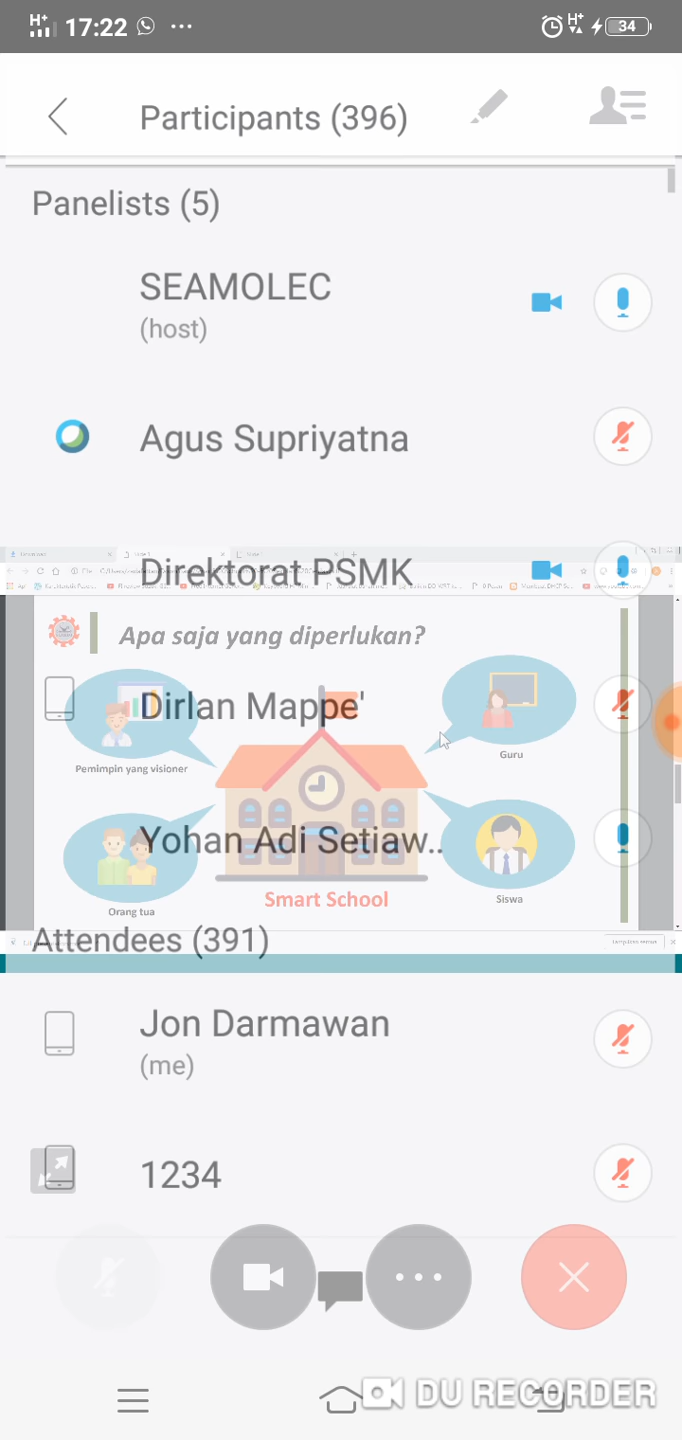 H+ 17:22 ... H+ 34
Participants (396)
Panelists (5)
SEAMOLEC
(host)
Agus Supriyatna
Direktorat PSMK
Apa saja yang diperlukan?
Dirlan Mappe'
Pemimpin yang visioner
Guru
Yohan Adi Setiaw..
Smart School
Orang tua
Siswa
Attendees (391)
Jon Darmawan
(me)
1234
DU RECORDER